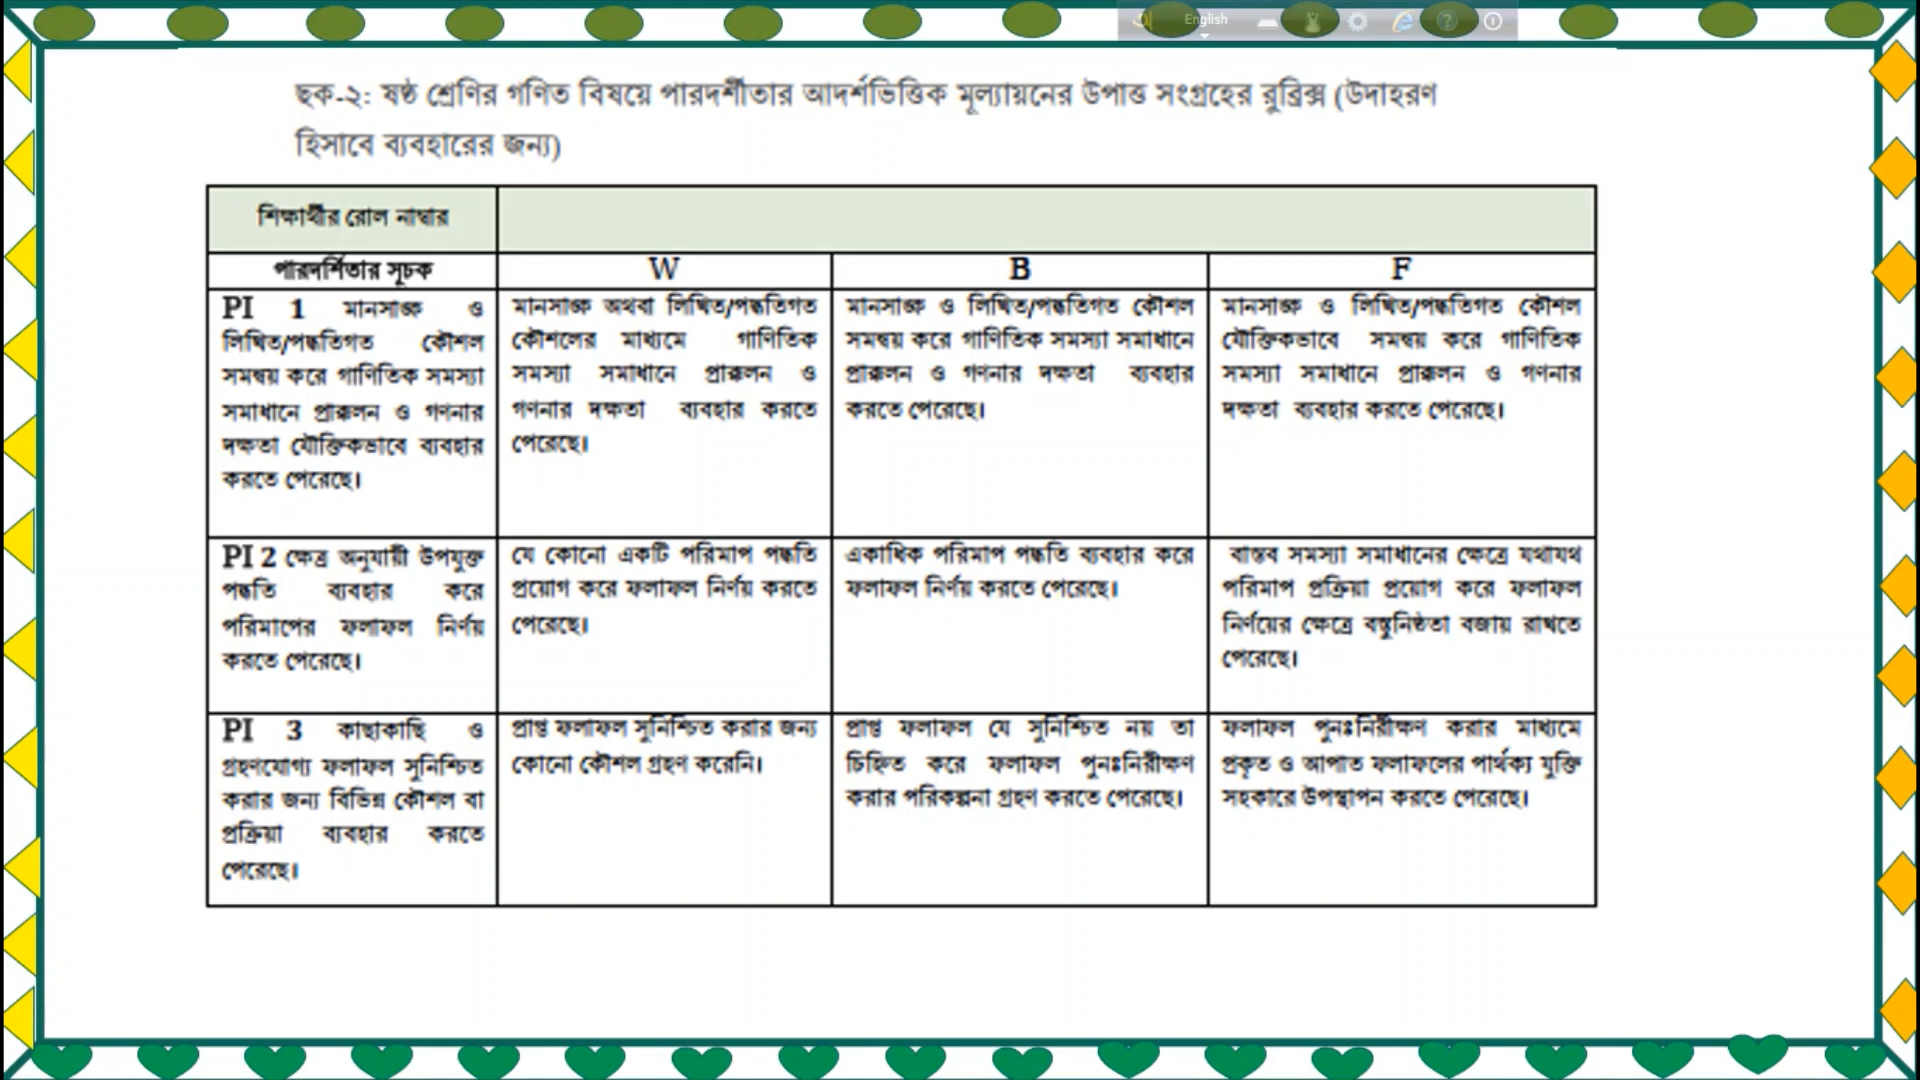 English
ছক-২: ষষ্ঠ শ্রেণির গণিত বিষয়ে পারদর্শীতার আদর্শভিত্তিক মূল্যায়নের উপাত্ত সংগ্রহের রুব্রিক্স (উদাহরণ
হিসাবে ব্যবহারের জন্য)
শিক্ষার্থীর রোল নাম্বার
পারদর্শিতার সূচক
W
B
F
PI 1 মানসাঙ্ক ও
লিখিত/পদ্ধতিগত কৌশল
সমন্বয় করে গাণিতিক সমস্যা
সমাধানে প্রাক্কলন ও গণনার
দক্ষতা যৌক্তিকভাবে ব্যবহার
করতে পেরেছে।
মানসাঙ্ক অথবা লিখিত/পদ্ধতিগত
কৌশলের মাধ্যমে গাণিতিক
সমস্যা সমাধানে প্রাক্কলন ও
গণনার দক্ষতা ব্যবহার করতে
পেরেছে।
মানসাঙ্ক ও লিখিত/পদ্ধতিগত কৌশল
সমন্বয় করে গাণিতিক সমস্যা সমাধানে
প্রাক্কলন ও গণনার দক্ষতা ব্যবহার
করতে পেরেছে।
মানসাঙ্ক ও লিখিত/পদ্ধতিগত কৌশল
যৌক্তিকভাবে সমন্বয় করে গাণিতিক
সমস্যা সমাধানে প্রাক্কলন ও গণনার
দক্ষতা ব্যবহার করতে পেরেছে।
PI 2 ক্ষেত্র অনুযায়ী উপযুক্ত
পদ্ধতি ব্যবহার করে
পরিমাপের ফলাফল নির্ণয়
করতে পেরেছে।
যে কোনো একটি পরিমাপ পদ্ধতি
প্রয়োগ করে ফলাফল নির্ণয় করতে
পেরেছে।
একাধিক পরিমাপ পদ্ধতি ব্যবহার করে
ফলাফল নির্ণয় করতে পেরেছে।
বাস্তব সমস্যা সমাধানের ক্ষেত্রে যথাযথ
পরিমাপ প্রক্রিয়া প্রয়োগ করে ফলাফল
নির্ণয়ের ক্ষেত্রে বস্তুনিষ্ঠতা বজায় রাখতে
পেরেছে।
PI 3 কাছাকাছি ও
গ্রহণযোগ্য ফলাফল সুনিশ্চিত
করার জন্য বিভিন্ন কৌশল বা
প্রক্রিয়া ব্যবহার করতে
পেরেছে।
প্রাপ্ত ফলাফল সুনিশ্চিত করার জন্য
কোনো কৌশল গ্রহণ করেনি।
প্রাপ্ত ফলাফল যে সুনিশ্চিত নয় তা
চিহ্নিত করে ফলাফল পুনঃনিরীক্ষণ
করার পরিকল্পনা গ্রহণ করতে পেরেছে।
ফলাফল পুনঃনিরীক্ষণ করার মাধ্যমে
প্রকৃত ও আপাত ফলাফলের পার্থক্য যুক্তি
সহকারে উপস্থাপন করতে পেরেছে।